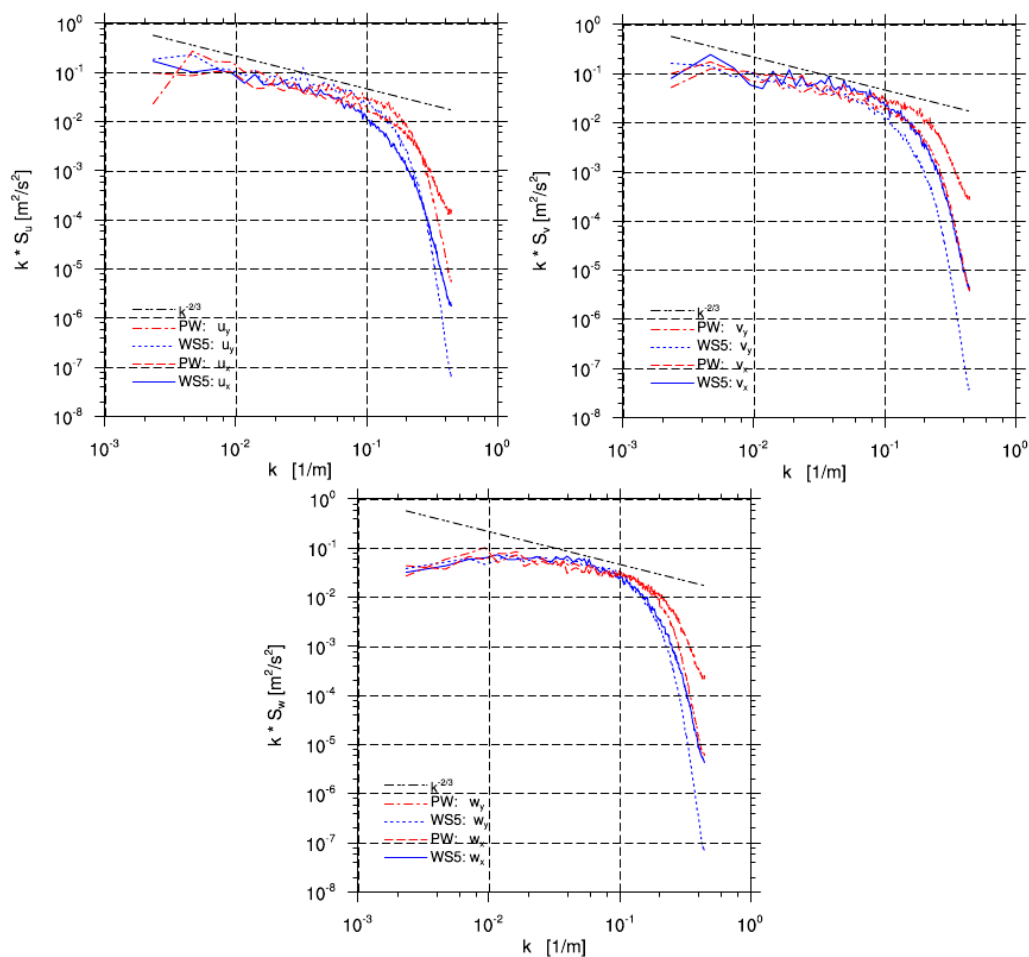 10^0
10^-1
10^-2
10^-3
10^-4
10^-5
10^-6
10^-7
10^-8
k * S_u [m^2/s^2]
k^-2/3
PW: u_y
WS5: u_y
PW: u_x
WS5: u_x
10^-3 10^-2 10^-1 10^0
k [1/m]
10^0
10^-1
10^-2
10^-3
10^-4
10^-5
10^-6
10^-7
10^-8
k * S_v [m^2/s^2]
k^-2/3
PW: v_y
WS5: v_y
PW: v_x
WS5: v_x
10^-3 10^-2 10^-1 10^0
k [1/m]
10^0
10^-1
10^-2
10^-3
10^-4
10^-5
10^-6
10^-7
10^-8
k * S_w [m^2/s^2]
k^-2/3
PW: w_y
WS5: w_y
PW: w_x
WS5: w_x
10^-3 10^-2 10^-1 10^0
k [1/m]